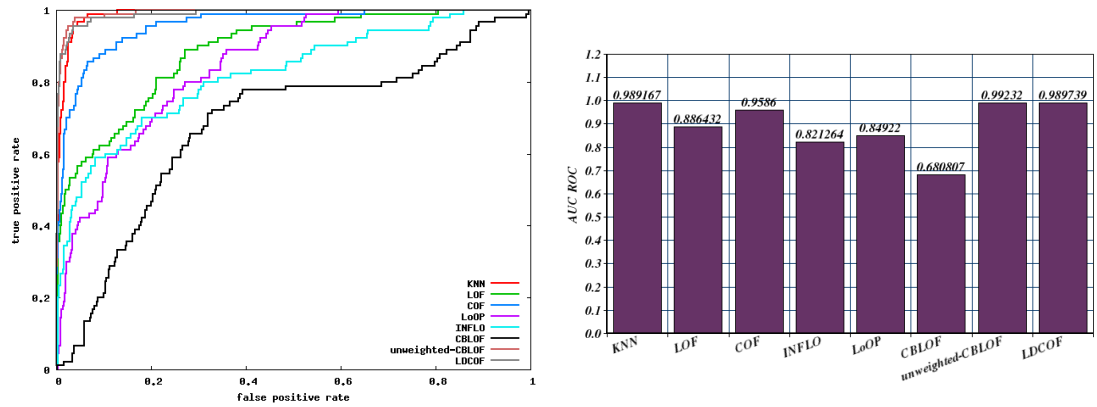 1
0.8
0.6
0.4
0.2
0
true positive rate
0
0.2
0.4
0.6
0.8
1
false positive rate
KNN
LOF
COF
LoOP
INFLO
CBLOF
unweighted-CBLOF
LDCOF
1.2
1.1
1.0
0.9
0.8
0.7
0.6
0.5
0.4
0.3
0.2
0.1
0.0
AUC ROC
0.989167
0.886432
0.9586
0.821264
0.84922
0.680807
0.99232
0.989739
KNN
LOF
COF
INFLO
LoOP
CBLOF
unweighted-CBLOF
LDCOF